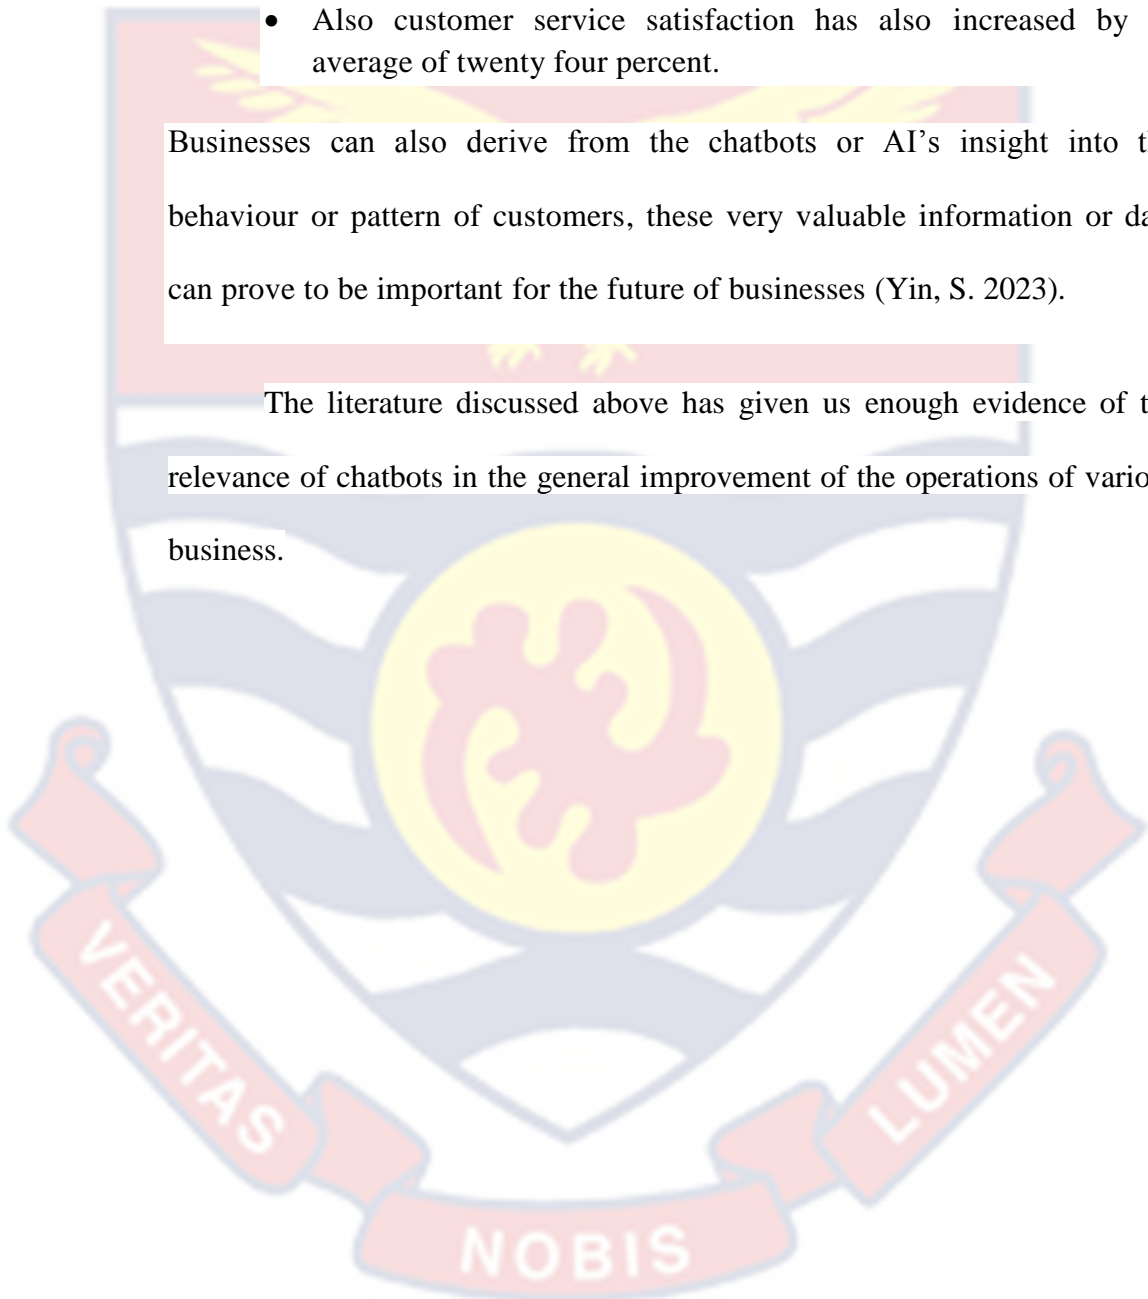 • Also customer service satisfaction has also increased by
average of twenty four percent.
Businesses can also derive from the chatbots or AI’s insight into
behaviour or pattern of customers, these very valuable information or
can prove to be important for the future of businesses (Yin, S. 2023).
The literature discussed above has given us enough evidence of
relevance of chatbots in the general improvement of the operations of
business.
VERITAS
NOBIS
LUMEN